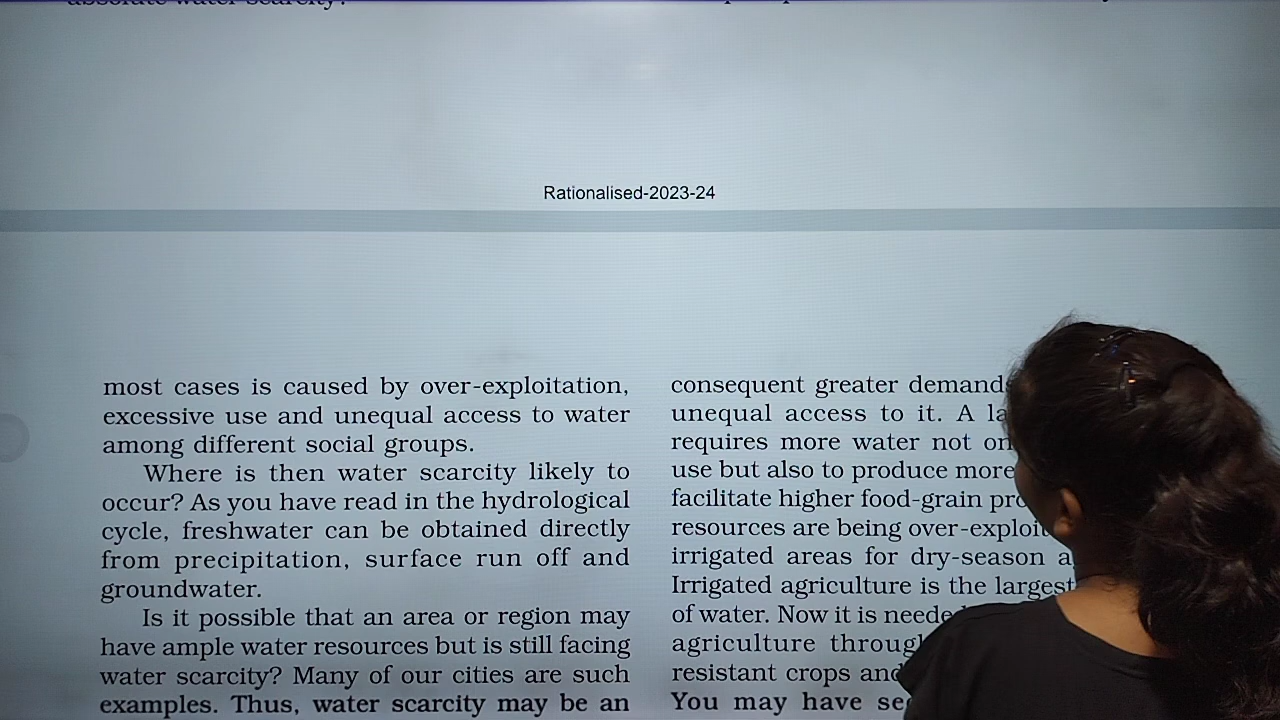 absolute water scarcity?
Rationalised-2023-24
most cases is caused by over-exploitation,
excessive use and unequal access to water
among different social groups.
Where is then water scarcity likely to
occur? As you have read in the hydrological
cycle, freshwater can be obtained directly
from precipitation, surface run off and
groundwater.
Is it possible that an area or region may
have ample water resources but is still facing
water scarcity? Many of our cities are such
examples. Thus, water scarcity may be an
consequent greater
unequal access to it. A
requires more water not
use but also to produce more
facilitate higher food-grain
resources are being
irrigated areas for dry-season
Irrigated agriculture is the largest
of water. Now it is
agriculture
resistant crops
You may have